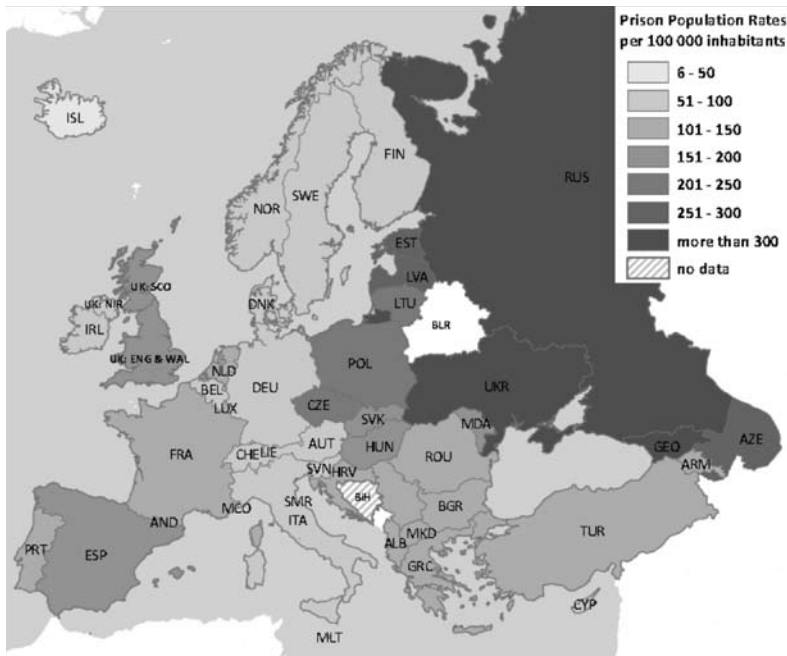 Prison Population Rates
per 100 000 inhabitants
6 - 50
51 - 100
101 - 150
151 - 200
201 - 250
251 - 300
more than 300
no data
ISL
FIN
RUS
SWE
NOR
EST
UK: SCO
LVA
DNK
LTU
UK: NIR
IRL
BLR
UK: ENG & WAL
POL
NLD
DEU
BEL
UKR
CZE
LUX
SVK
MDA
AUT
HUN
AZE
GEO
FRA
CHE
LIE
ROU
ARM
SVN
HRV
BiH
SMR
MCO
ITA
BGR
AND
MKD
TUR
ALB
PRT
ESP
GRC
CYP
MLT